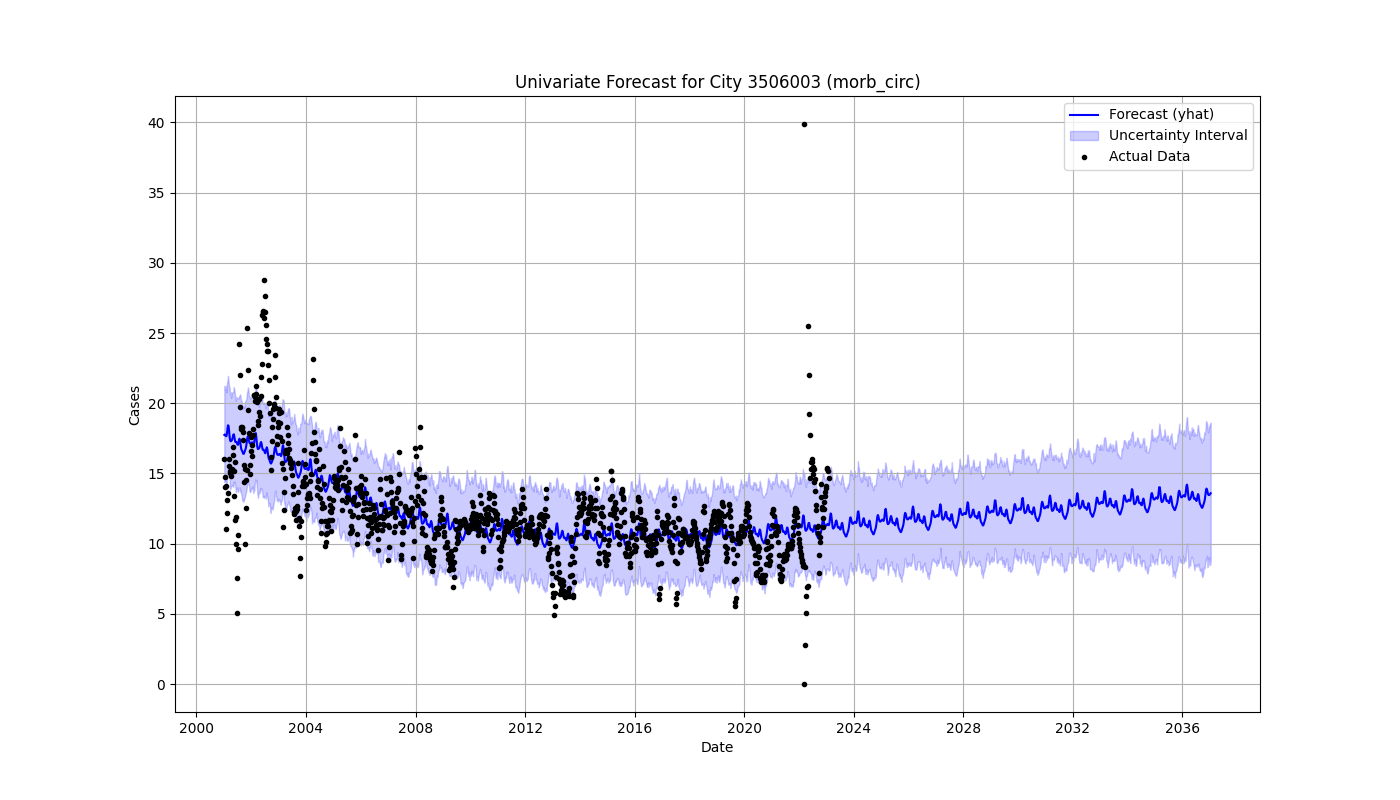 Univariate Forecast for City 3506003 (morb_circ)
Forecast (yhat)
Uncertainty Interval
Actual Data
Cases
40
35
30
25
20
15
10
5
0
2000 2004 2008 2012 2016 2020 2024 2028 2032 2036
Date